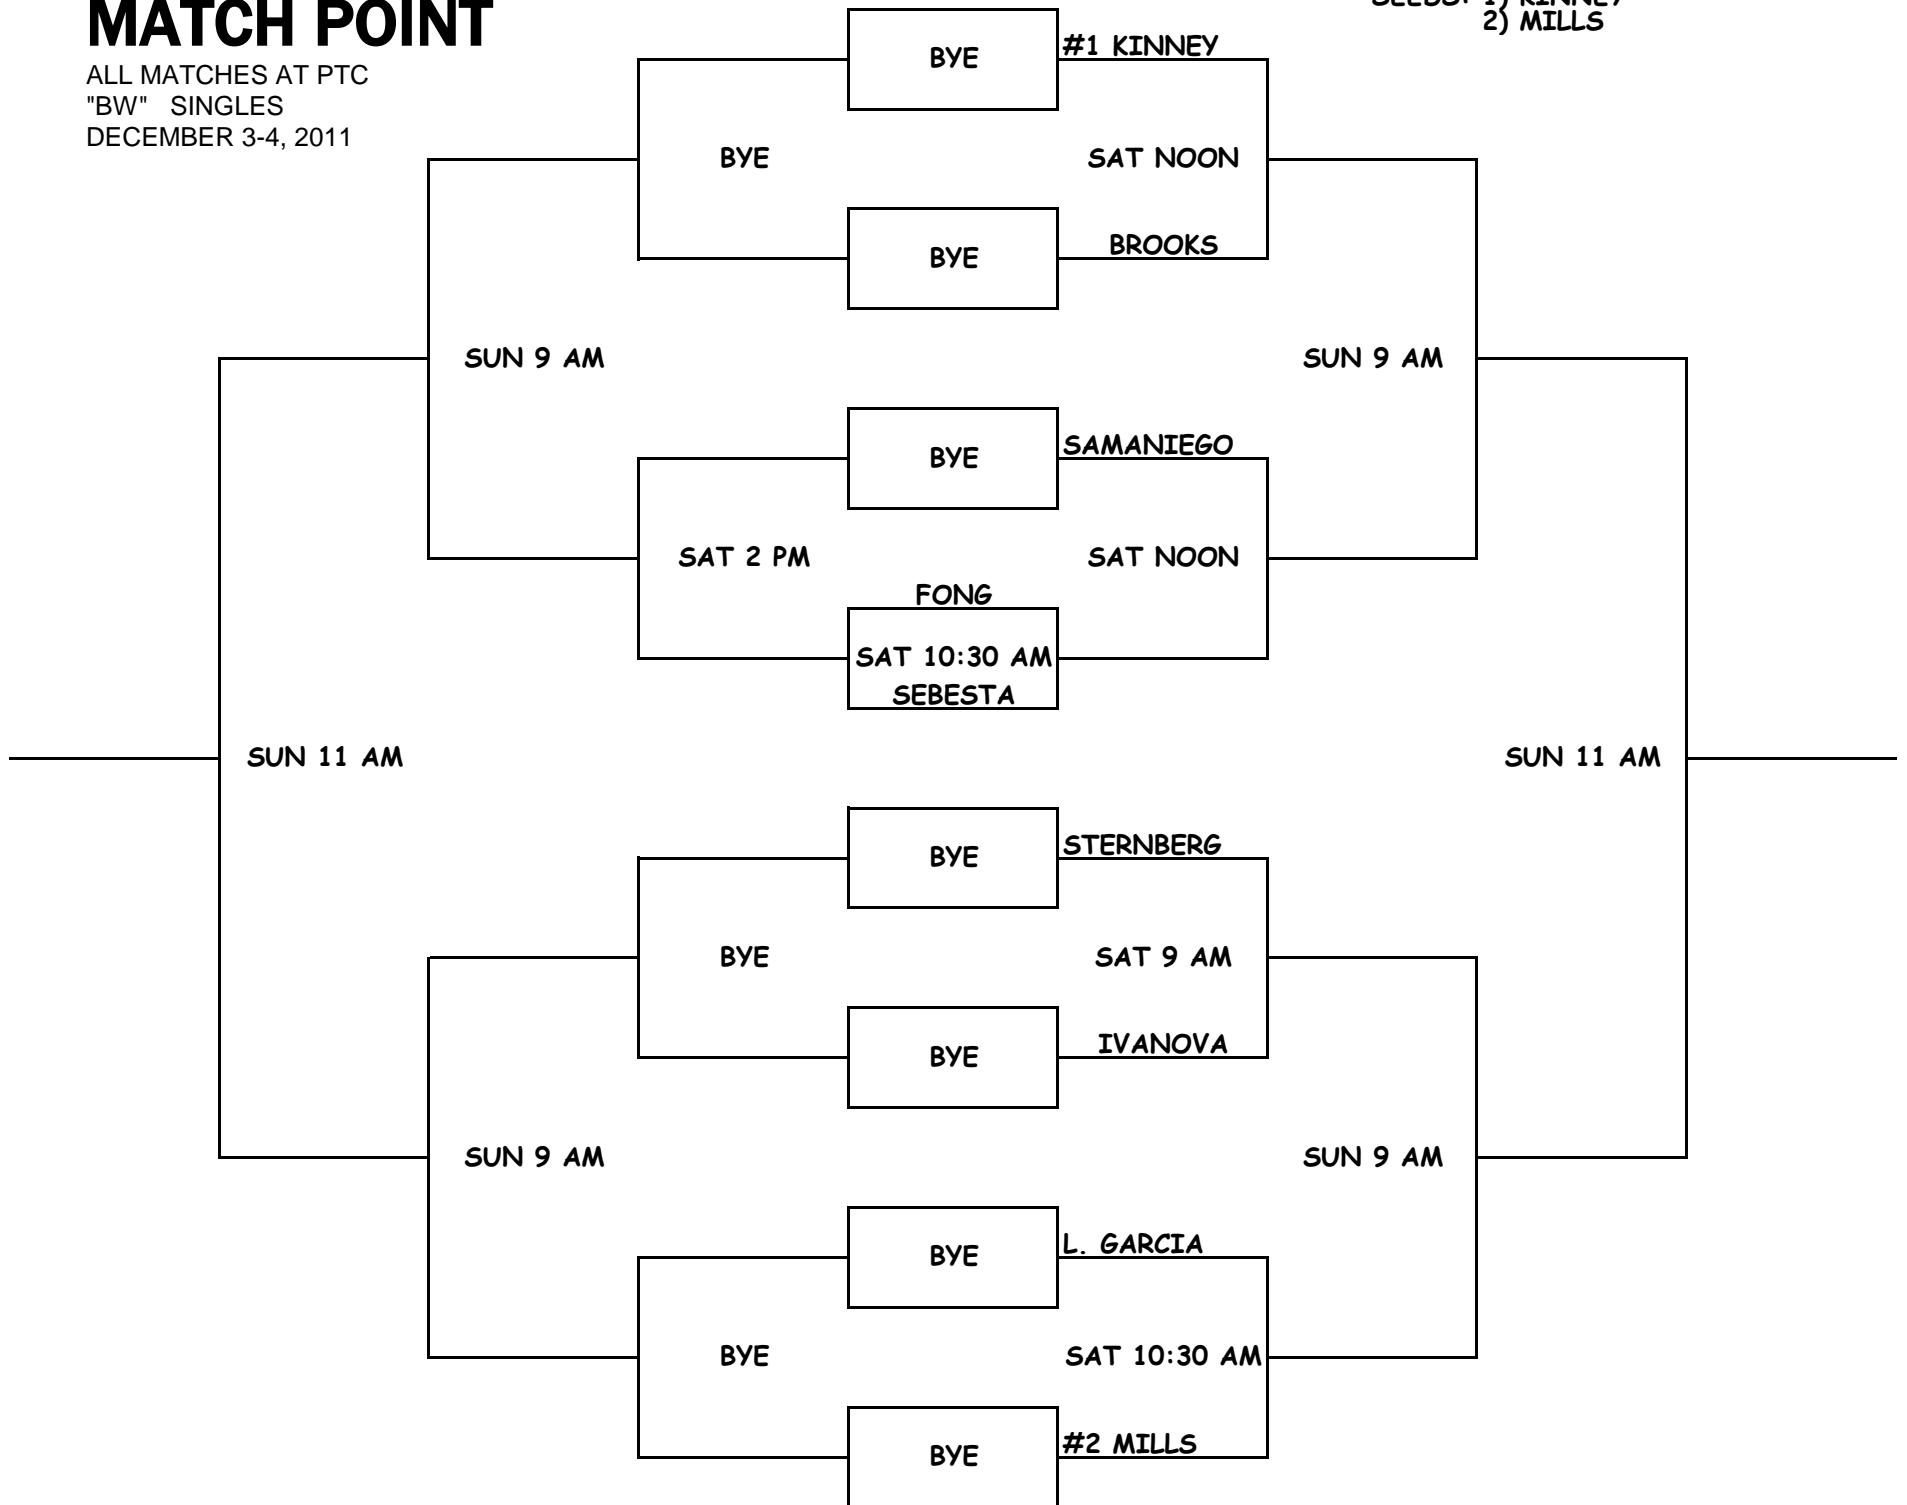 MATCH POINT
SEEDS: 1) KINNEY
2) MILLS
ALL MATCHES AT PTC
"BW" SINGLES
DECEMBER 3-4, 2011
BYE
#1 KINNEY
BYE
SAT NOON
BYE
BROOKS
SUN 9 AM
SUN 9 AM
BYE
SAMANIEGO
SAT 2 PM
SAT NOON
FONG
SAT 10:30 AM
SEBESTA
SUN 11 AM
SUN 11 AM
BYE
STERNBERG
BYE
SAT 9 AM
BYE
IVANOVA
SUN 9 AM
SUN 9 AM
BYE
L. GARCIA
BYE
SAT 10:30 AM
BYE
#2 MILLS